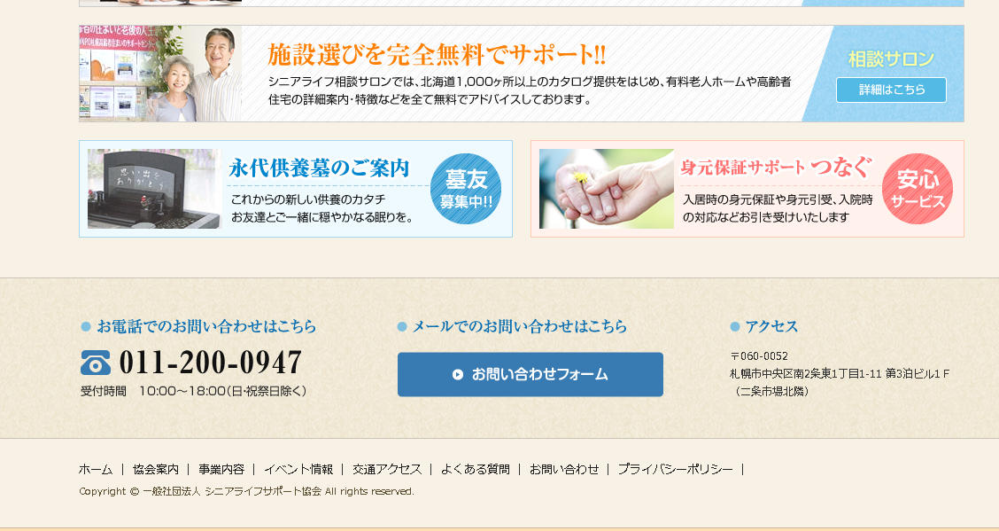 施設選びを完全無料でサポート!!
シニアライフ相談サロンでは、北海道1,000ヶ所以上のカタログ提供をはじめ、有料老人ホームや高齢者
住宅の詳細案内・特徴などを全て無料でアドバイスしております。
相談サロン
詳細はこちら
思い出を
ありがとう
永代供養墓のご案内
これからの新しい供養のカタチ
お友達とご一緒に穏やかなる眠りを。
墓友
募集中!!
身元保証サポート つなぐ
入居時の身元保証や身元引受、入院時
の対応などお引き受けいたします
安心
サービス
お電話でのお問い合わせはこちら
011-200-0947
受付時間　10:00～18:00（日・祝祭日除く）
メールでのお問い合わせはこちら
お問い合わせフォーム
アクセス
〒060-0052
札幌市中央区南2条東1丁目1-11 第3泊ビル1Ｆ
（二条市場北隣）
ホーム ｜ 協会案内 ｜ 事業内容 ｜ イベント情報 ｜ 交通アクセス ｜ よくある質問 ｜ お問い合わせ ｜ プライバシーポリシー ｜
Copyright © 一般社団法人 シニアライフサポート協会 All rights reserved.